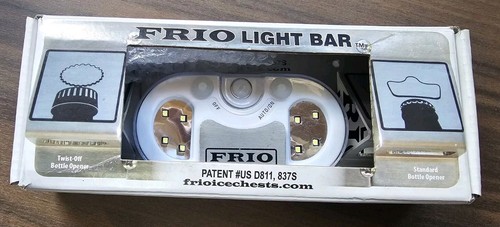 FRIO LIGHT BAR TM
OFF
AUTO/ON
FRIO
Twist-Off
Bottle Opener
Standard
Bottle Opener
PATENT #US D811, 837S
frioicechests.com